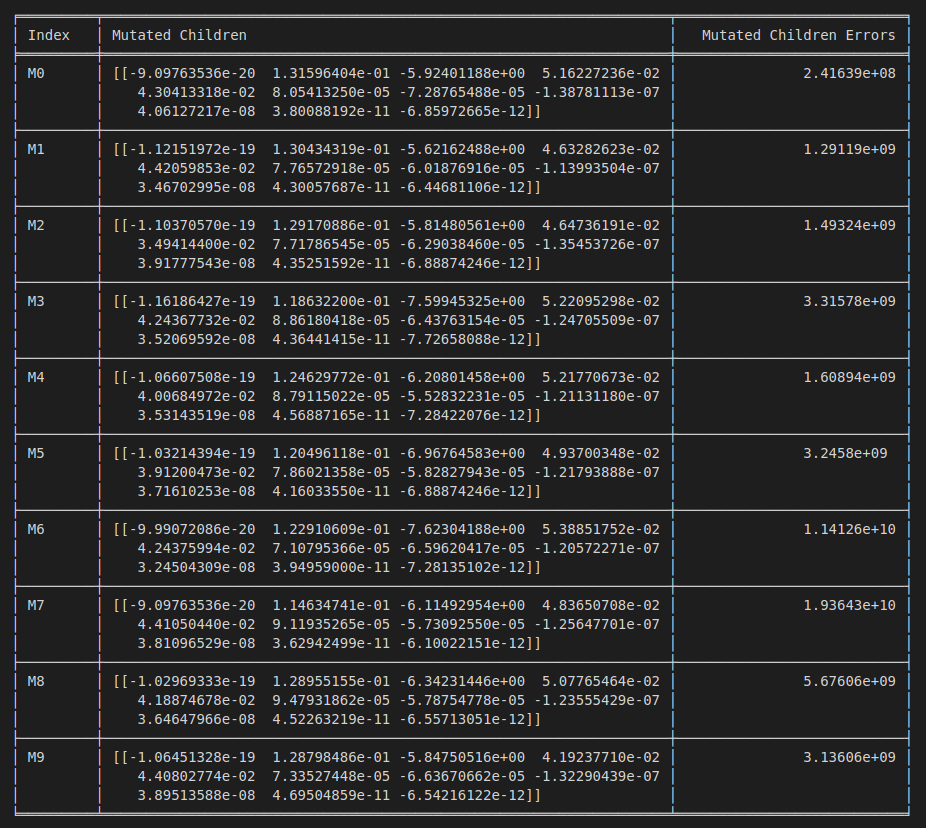 Index Mutated Children Mutated Children Errors
M0 [[-9.09763536e-20 1.31596404e-01 -5.92401188e+00 5.16227236e-02 2.41639e+08
4.30413318e-02 8.05413250e-05 -7.28765488e-05 -1.38781113e-07
4.06127217e-08 3.80088192e-11 -6.85972665e-12]]
M1 [[-1.12151972e-19 1.30434319e-01 -5.62162488e+00 4.63282623e-02 1.29119e+09
4.42059853e-02 7.76572918e-05 -6.01876916e-05 -1.13993504e-07
3.46702995e-08 4.30057687e-11 -6.44681106e-12]]
M2 [[-1.10370570e-19 1.29170886e-01 -5.81480561e+00 4.64736191e-02 1.49324e+09
3.49414400e-02 7.71786545e-05 -6.29038460e-05 -1.35453726e-07
3.91777543e-08 4.35251592e-11 -6.88874246e-12]]
M3 [[-1.16186427e-19 1.18632200e-01 -7.59945325e+00 5.22095298e-02 3.31578e+09
4.24367732e-02 8.86180418e-05 -6.43763154e-05 -1.24705509e-07
3.52069592e-08 4.36441415e-11 -7.72658088e-12]]
M4 [[-1.06607508e-19 1.24629772e-01 -6.20801458e+00 5.21770673e-02 1.60894e+09
4.00684972e-02 8.79115022e-05 -5.52832231e-05 -1.21131180e-07
3.53143519e-08 4.56887165e-11 -7.28422076e-12]]
M5 [[-1.03214394e-19 1.20496118e-01 -6.96764583e+00 4.93700348e-02 3.2458e+09
3.91200473e-02 7.86021358e-05 -5.82827943e-05 -1.21793888e-07
3.71610253e-08 4.16033550e-11 -6.88874246e-12]]
M6 [[-9.99072086e-20 1.22910609e-01 -7.62304188e+00 5.38851752e-02 1.14126e+10
4.24375994e-02 7.10795366e-05 -6.59620417e-05 -1.20572271e-07
3.24504309e-08 3.94959000e-11 -7.28135102e-12]]
M7 [[-9.09763536e-20 1.14634741e-01 -6.11492954e+00 4.83650708e-02 1.93643e+10
4.41050440e-02 9.11935265e-05 -5.73092550e-05 -1.25647701e-07
3.81096529e-08 3.62942499e-11 -6.10022151e-12]]
M8 [[-1.02969333e-19 1.28955155e-01 -6.34231446e+00 5.07765464e-02 5.67606e+09
4.18874678e-02 9.47931862e-05 -5.78754778e-05 -1.23555429e-07
3.64647966e-08 4.52263219e-11 -6.55713051e-12]]
M9 [[-1.06451328e-19 1.28798486e-01 -5.84750516e+00 4.19237710e-02 3.13606e+09
4.40802774e-02 7.33527448e-05 -6.63670662e-05 -1.32290439e-07
3.89513588e-08 4.69504859e-11 -6.54216122e-12]]